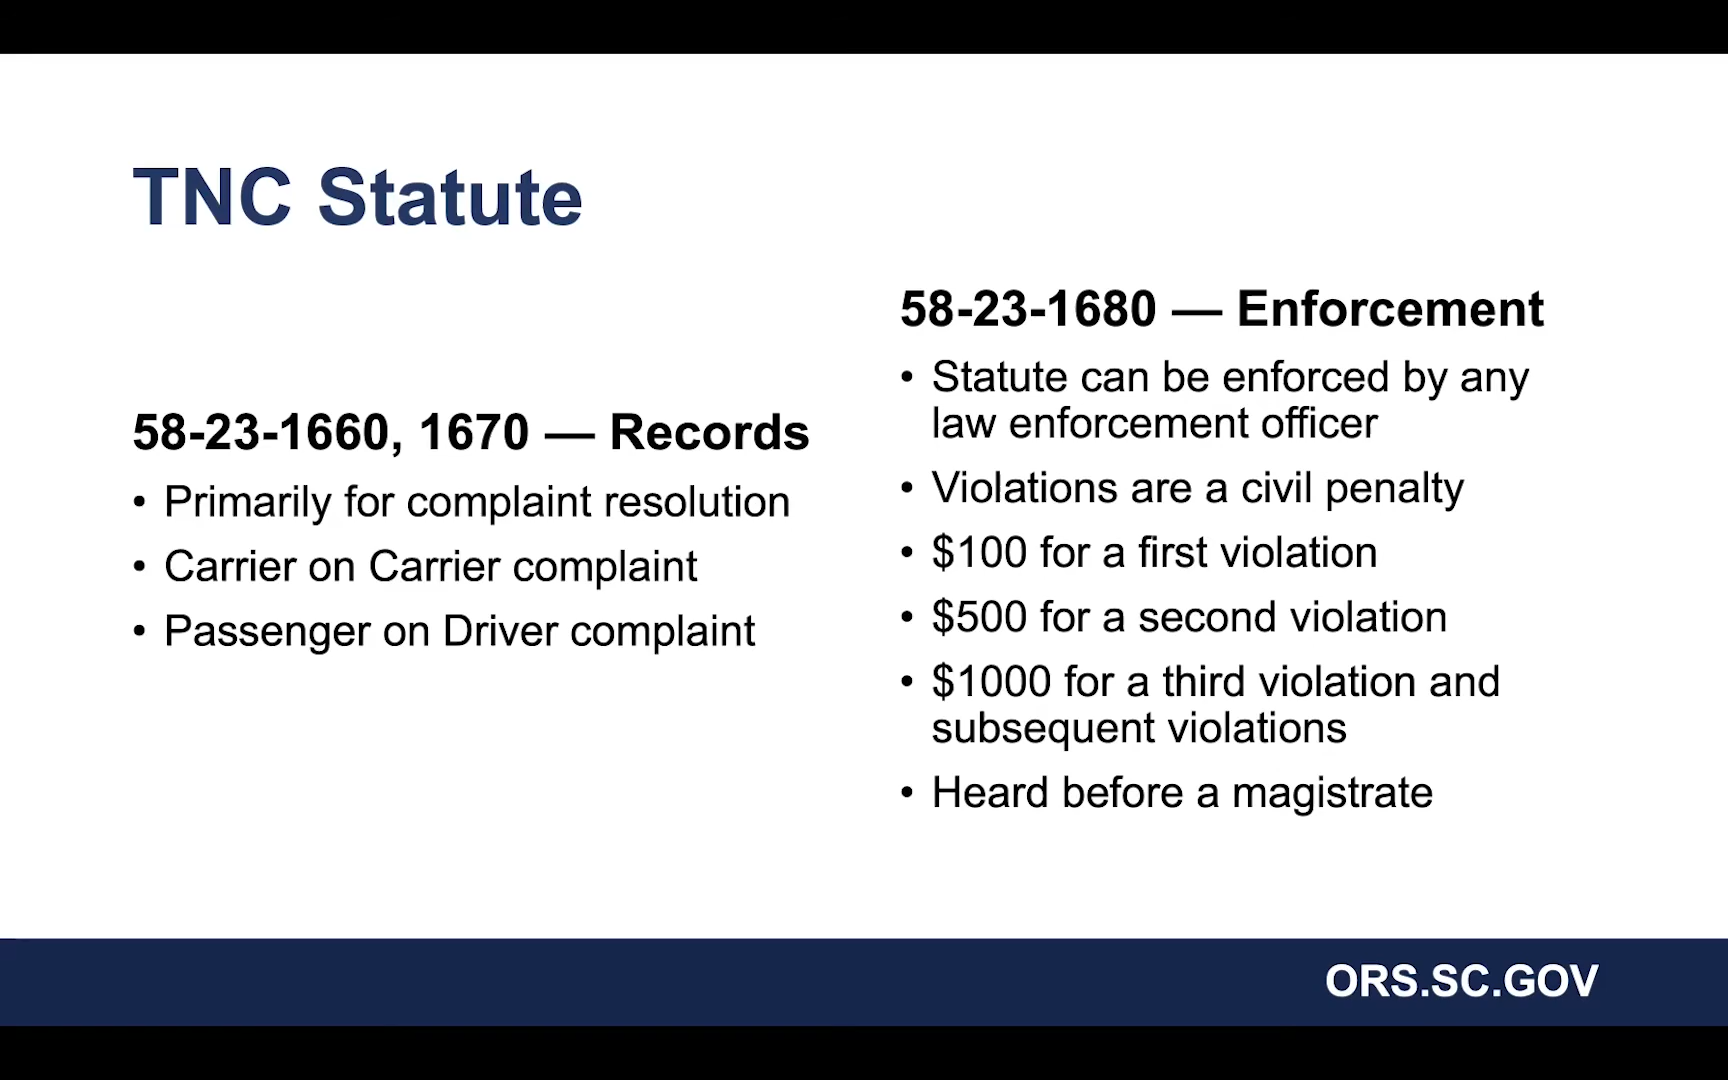 TNC Statute
58-23-1660, 1670 — Records
• Primarily for complaint resolution
• Carrier on Carrier complaint
• Passenger on Driver complaint
58-23-1680 — Enforcement
• Statute can be enforced by any
law enforcement officer
• Violations are a civil penalty
• $100 for a first violation
• $500 for a second violation
• $1000 for a third violation and
subsequent violations
• Heard before a magistrate
ORS.SC.GOV